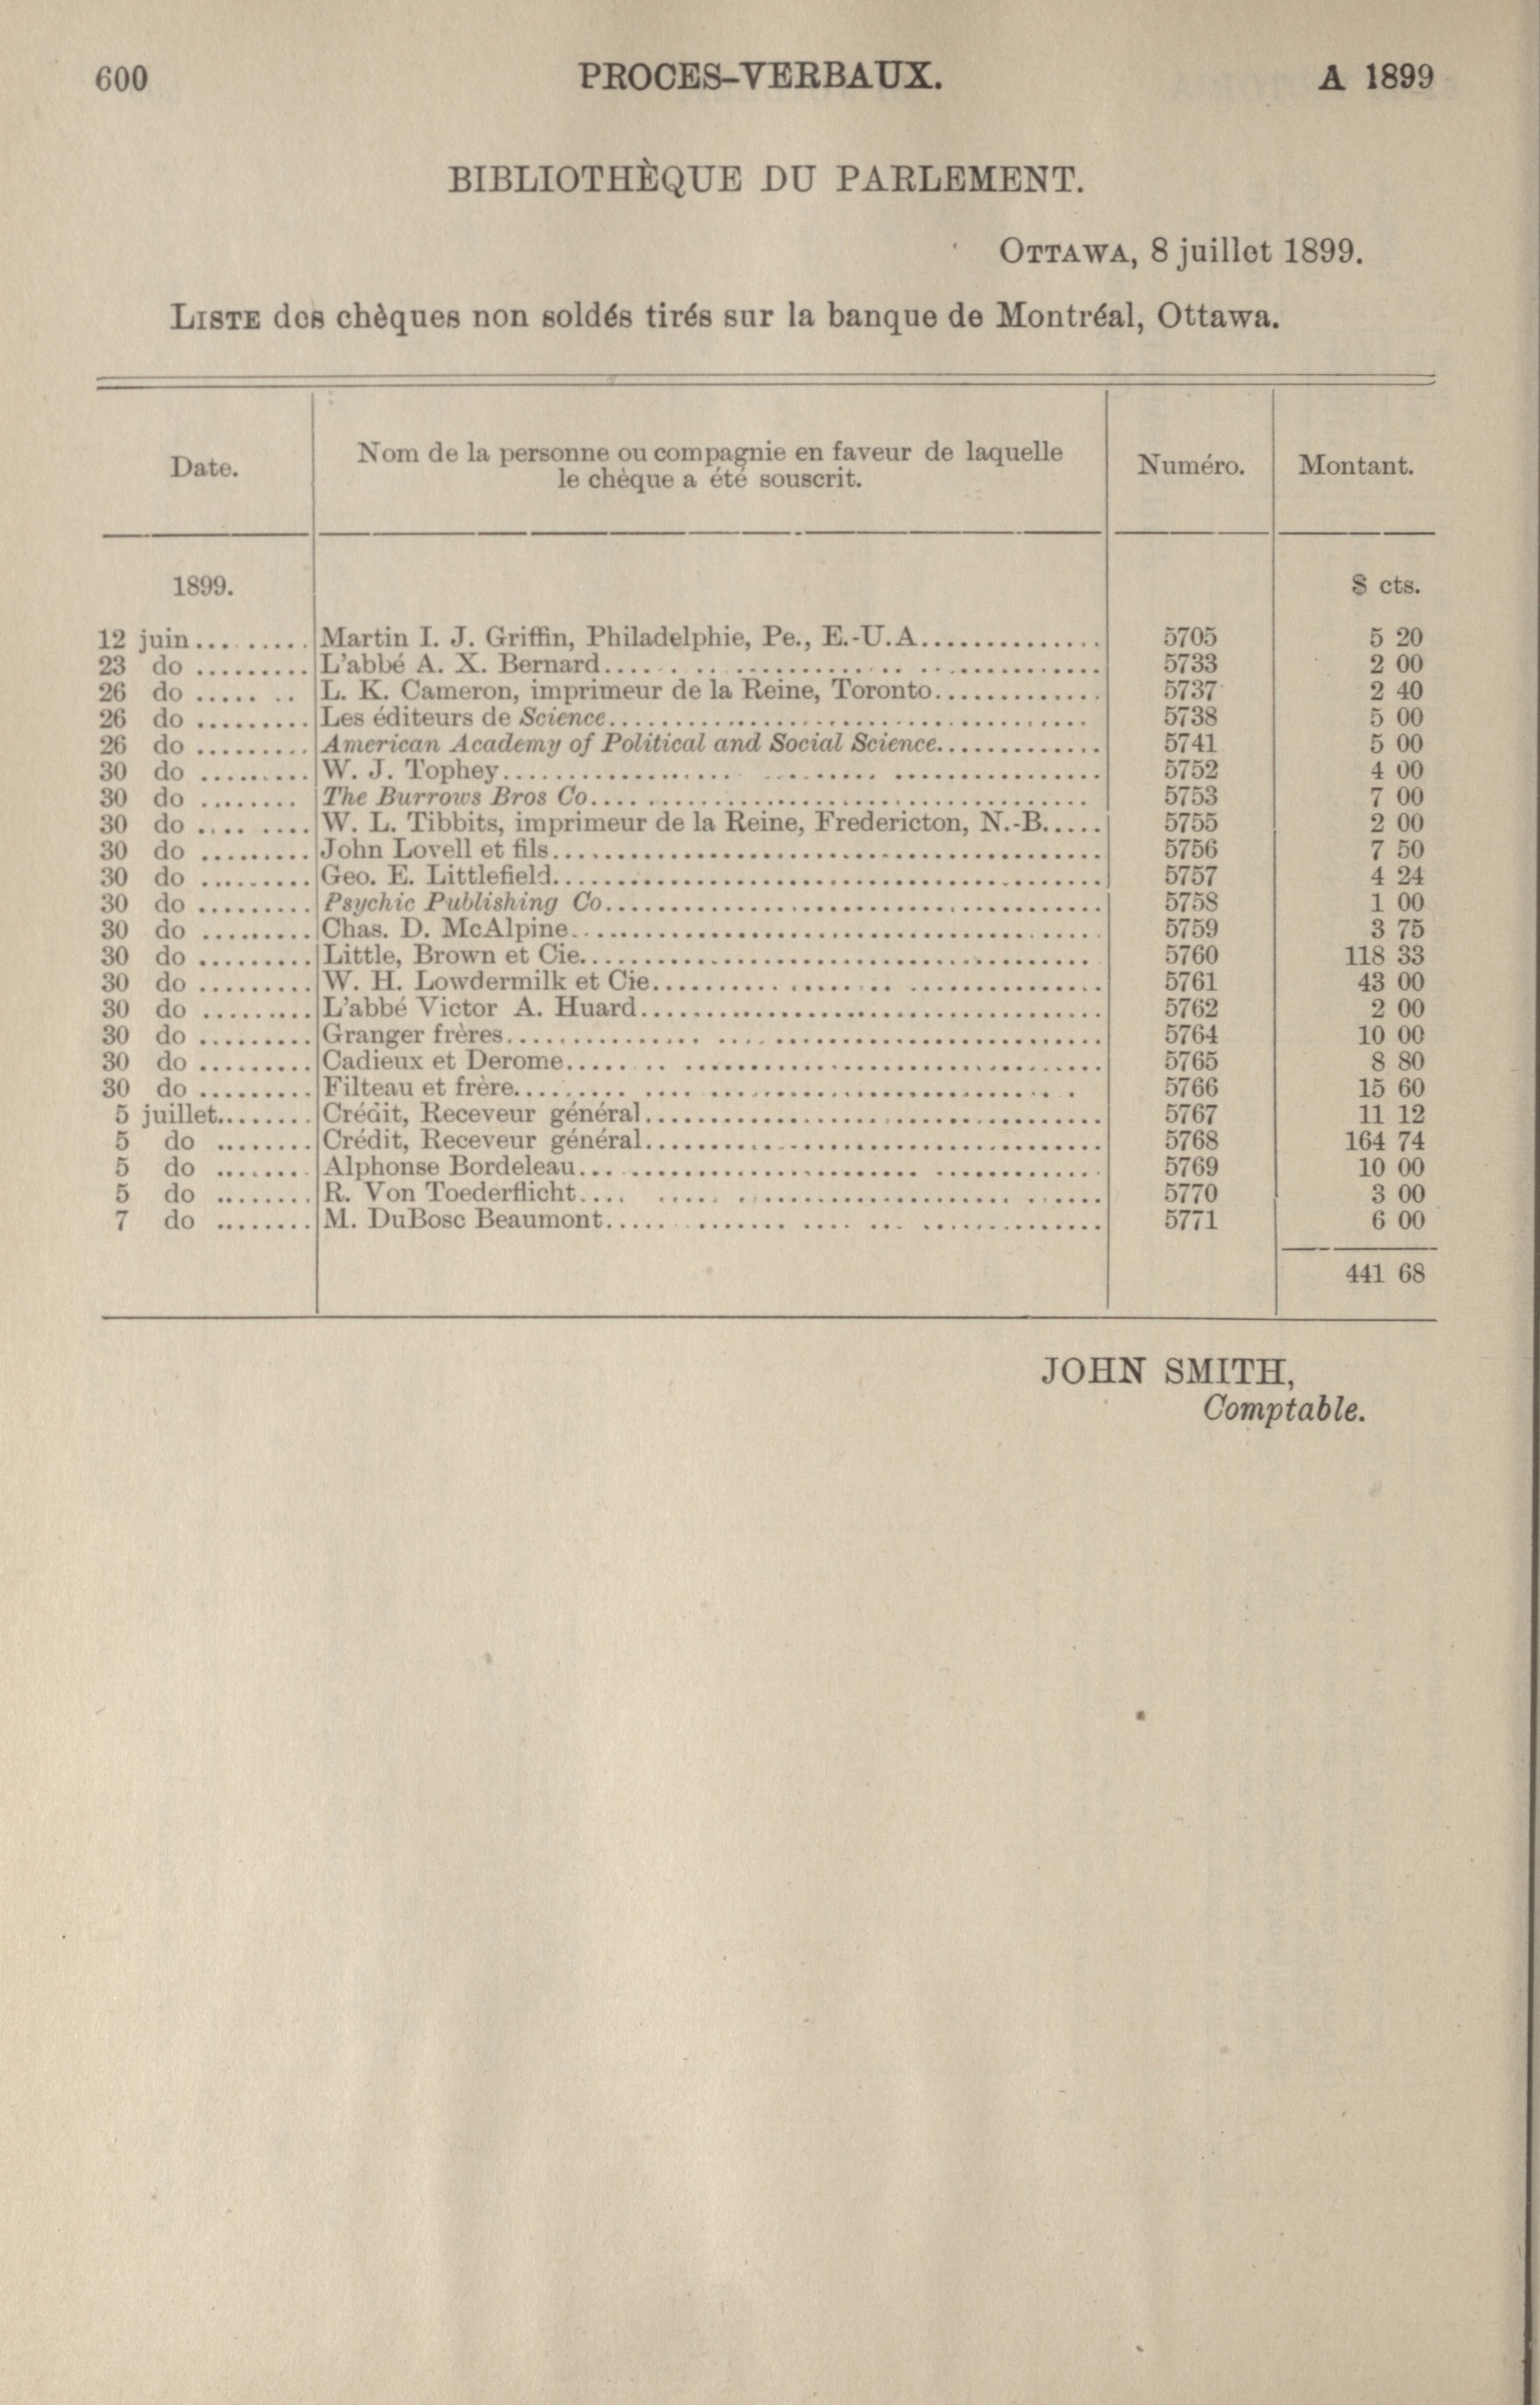 600 PROCES-VERBAUX. A 1899
BIBLIOTHÈQUE DU PARLEMENT.
OTTAWA, 8 juillet 1899.
LISTE des chèques non soldés tirés sur la banque de Montréal, Ottawa.
Date. Nom de la personne ou compagnie en faveur de laquelle le chèque a été souscrit. Numéro. Montant.
1899. $ cts.
12 juin......... Martin I. J. Griffin, Philadelphie, Pe., E.-U.A.............. 5705 5 20
23 do ......... L'abbé A. X. Bernard.................................... 5733 2 00
26 do ......... L. K. Cameron, imprimeur de la Reine, Toronto............. 5737 2 40
26 do ......... Les éditeurs de Science.................................... 5738 5 00
26 do ......... American Academy of Political and Social Science............. 5741 5 00
30 do ......... W. J. Tophey............................................. 5752 4 00
30 do ........ The Burrows Bros Co..................................... 5753 7 00
30 do ......... W. L. Tibbits, imprimeur de la Reine, Fredericton, N.-B..... 5755 2 00
30 do ......... John Lovell et fils......................................... 5756 7 50
30 do ......... Geo. E. Littlefield......................................... 5757 4 24
30 do ......... Psychic Publishing Co..................................... 5758 1 00
30 do ......... Chas. D. McAlpine........................................ 5759 3 75
30 do ......... Little, Brown et Cie....................................... 5760 118 33
30 do ......... W. H. Lowdermilk et Cie................................. 5761 43 00
30 do ......... L'abbé Victor A. Huard................................... 5762 2 00
30 do ......... Granger frères............................................ 5764 10 00
30 do ......... Cadieux et Derome........................................ 5765 8 80
30 do ......... Filteau et frère........................................... 5766 15 60
5 juillet....... Crédit, Receveur général................................... 5767 11 12
5 do ........ Crédit, Receveur général................................... 5768 164 74
5 do ........ Alphonse Bordeleau....................................... 5769 10 00
5 do ........ R. Von Toederflicht....................................... 5770 3 00
7 do ........ M. DuBosc Beaumont..................................... 5771 6 00
441 68
JOHN SMITH,
Comptable.